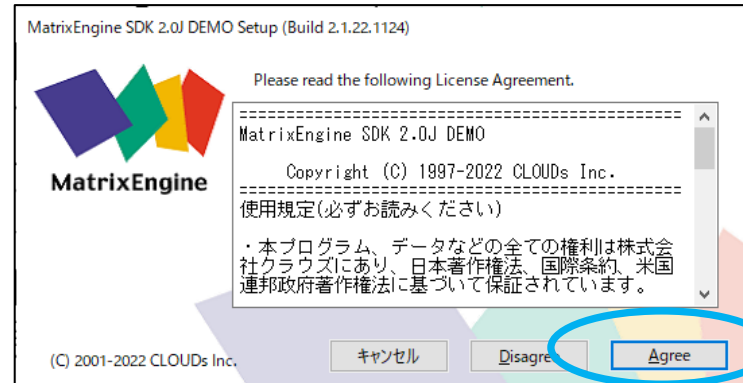 MatrixEngine SDK 2.0J DEMO Setup (Build 2.1.22.1124)
Please read the following License Agreement.
================================================
MatrixEngine SDK 2.0J DEMO
Copyright (C) 1997-2022 CLOUDs Inc.
================================================
使用規定(必ずお読みください)
・本プログラム、データなどの全ての権利は株式会
社クラウズにあり、日本著作権法、国際条約、米国
連邦政府著作権法に基づいて保証されています。
MatrixEngine
(C) 2001-2022 CLOUDs Inc.
キャンセル
Disagree
Agree